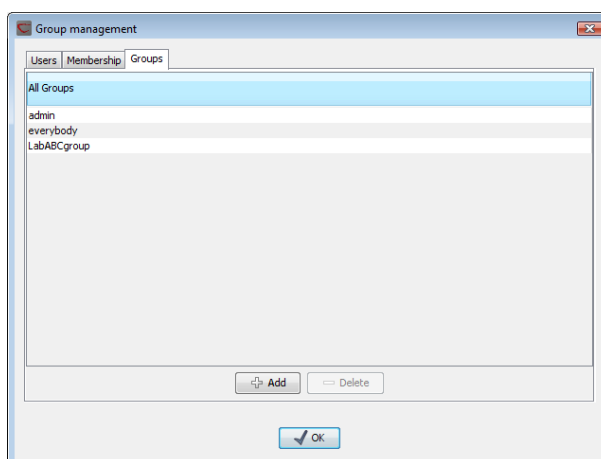 Group management
Users Membership Groups
All Groups
admin
everybody
LabABCgroup
Add Delete
OK